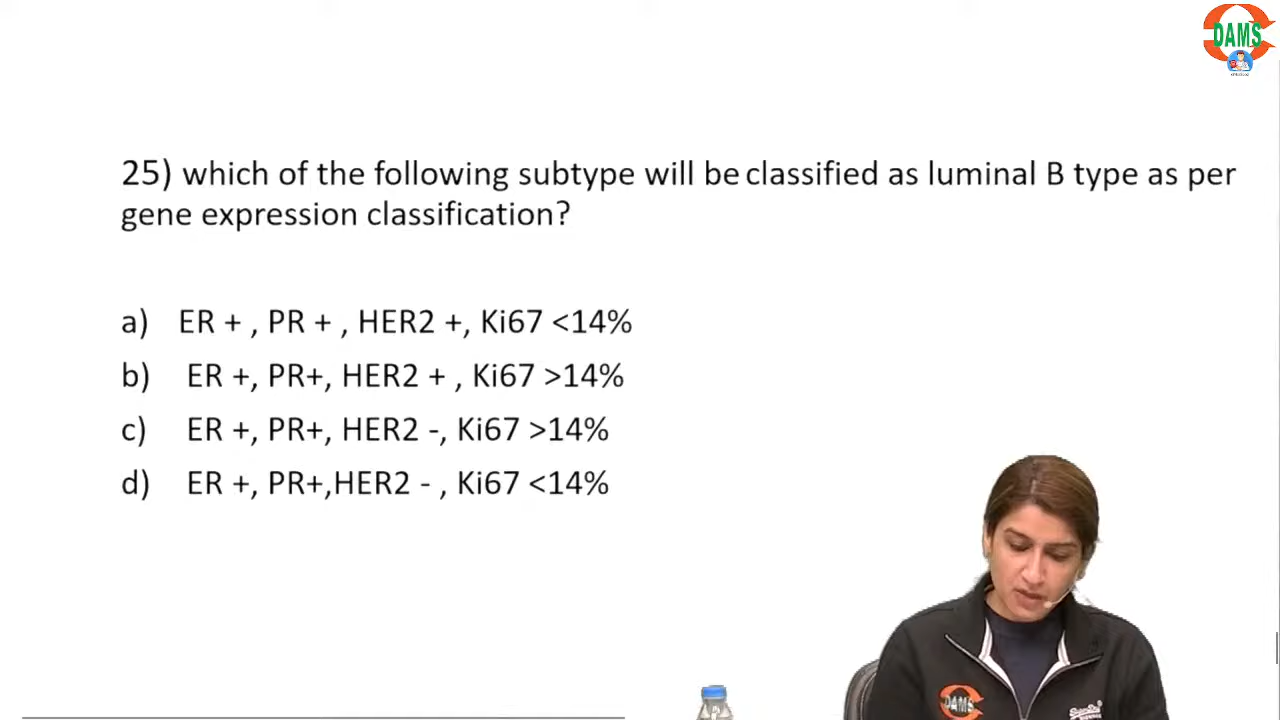 DAMS
25) which of the following subtype will be classified as luminal B type as per
gene expression classification?
a) ER + , PR + , HER2 +, Ki67 <14%
b) ER +, PR+, HER2 + , Ki67 >14%
c) ER +, PR+, HER2 -, Ki67 >14%
d) ER +, PR+,HER2 - , Ki67 <14%
DAMS